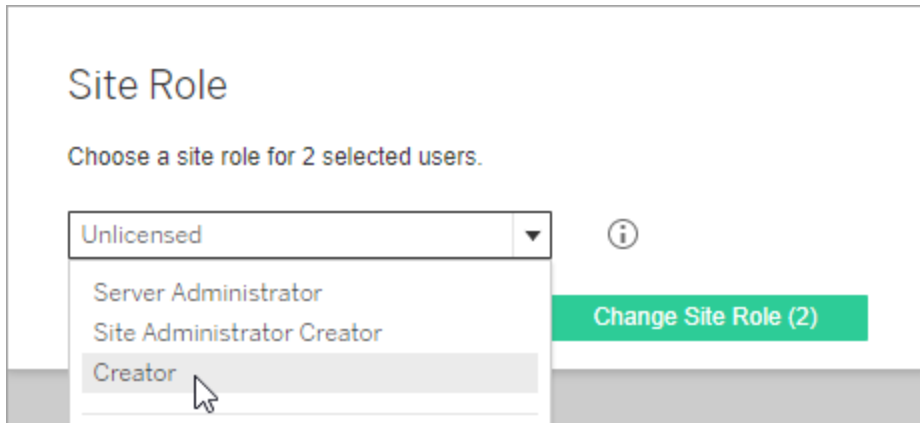 Site Role
Choose a site role for 2 selected users.
Unlicensed
Server Administrator
Site Administrator Creator
Change Site Role (2)
Creator